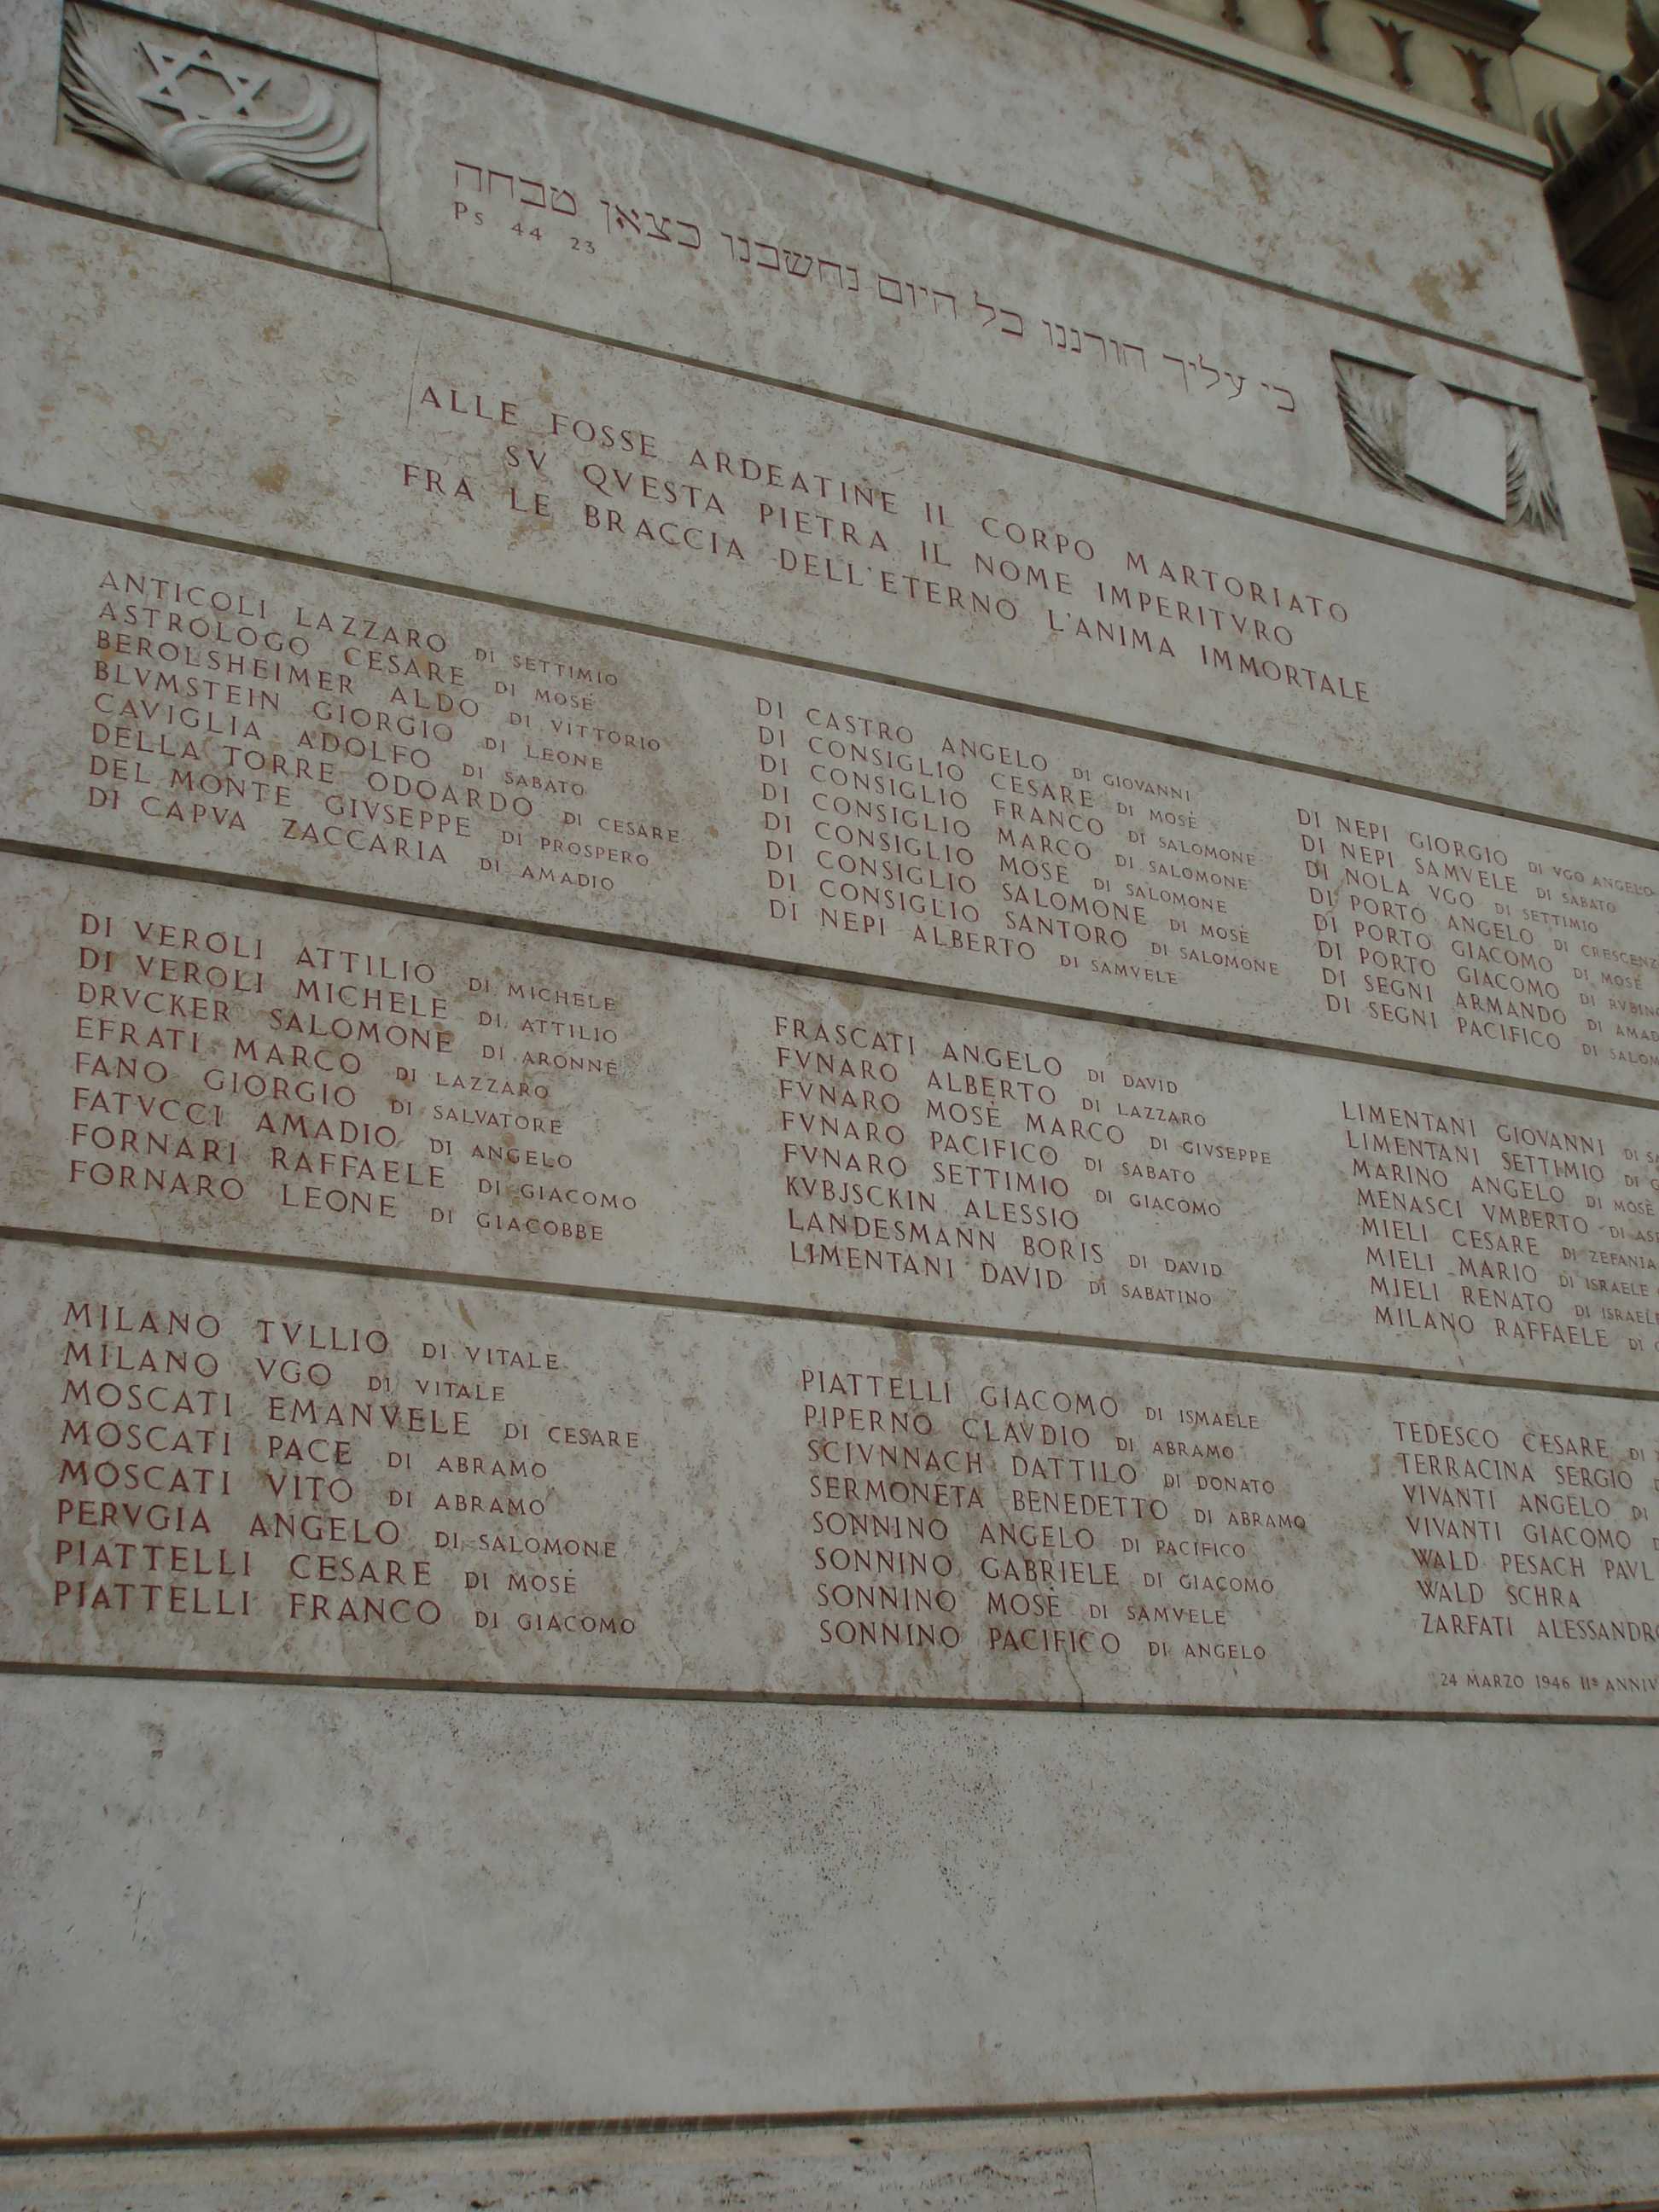 כי עליך הורגנו כל היום נחשבנו כצאן טבחה
Ps 44 23
ALLE FOSSE ARDEATINE IL CORPO MARTORIATO
SV QVESTA PIETRA IL NOME IMPERITVRO
FRA LE BRACCIA DELL'ETERNO L'ANIMA IMMORTALE
ANTICOLI LAZZARO DI SETTIMIO
ASTROLOGO CESARE DI MOSÈ
BEROLSHEIMER ALDO DI VITTORIO
BLVMSTEIN GIORGIO DI LEONE
CAVIGLIA ADOLFO DI SABATO
DELLA TORRE ODOARDO DI CESARE
DEL MONTE GIVSEPPE DI PROSPERO
DI CAPVA ZACCARIA DI AMADIO
DI CASTRO ANGELO DI GIOVANNI
DI CONSIGLIO CESARE DI MOSÈ
DI CONSIGLIO FRANCO DI SALOMONE
DI CONSIGLIO MARCO DI SALOMONE
DI CONSIGLIO MOSÈ DI SALOMONE
DI CONSIGLIO SALOMONE DI MOSÈ
DI CONSIGLIO SANTORO DI SALOMONE
DI NEPI ALBERTO DI SAMVELE
DI NEPI GIORGIO DI VGO ANGELO
DI NEPI SAMVELE DI SABATO
DI NOLA VGO DI SETTIMIO
DI PORTO ANGELO DI CRESCENZ
DI PORTO GIACOMO DI MOSÈ
DI PORTO GIACOMO DI RVBIN
DI SEGNI ARMANDO DI AMAD
DI SEGNI PACIFICO DI SALOM
DI VEROLI ATTILIO DI MICHELE
DI VEROLI MICHELE DI ATTILIO
DRVCKER SALOMONE DI ARONNE
EFRATI MARCO DI LAZZARO
FANO GIORGIO DI SALVATORE
FATVCCI AMADIO DI ANGELO
FORNARI RAFFAELE DI GIACOMO
FORNARO LEONE DI GIACOBBE
FRASCATI ANGELO DI DAVID
FVNARO ALBERTO DI LAZZARO
FVNARO MOSÈ MARCO DI GIVSEPPE
FVNARO PACIFICO DI SABATO
FVNARO SETTIMIO DI GIACOMO
KVBJSCKIN ALESSIO
LANDESMANN BORIS DI DAVID
LIMENTANI DAVID DI SABATINO
LIMENTANI GIOVANNI DI
LIMENTANI SETTIMIO DI
MARINO ANGELO DI MOSÈ
MENASCI VMBERTO DI
MIELI CESARE DI ZEFANIA
MIELI MARIO DI ISRAELE
MIELI RENATO DI ISRAELE
MILANO RAFFAELE DI
MILANO TVLLIO DI VITALE
MILANO VGO DI VITALE
MOSCATI EMANVELE DI CESARE
MOSCATI PACE DI ABRAMO
MOSCATI VITO DI ABRAMO
PERVGIA ANGELO DI SALOMONE
PIATTELLI CESARE DI MOSÈ
PIATTELLI FRANCO DI GIACOMO
PIATTELLI GIACOMO DI ISMAELE
PIPERNO CLAVDIO DI ABRAMO
SCIVNNACH DATTILO DI DONATO
SERMONETA BENEDETTO DI ABRAMO
SONNINO ANGELO DI PACIFICO
SONNINO GABRIELE DI GIACOMO
SONNINO MOSÈ DI SAMVELE
SONNINO PACIFICO DI ANGELO
TEDESCO CESARE DI
TERRACINA SERGIO
VIVANTI ANGELO DI
VIVANTI GIACOMO
WALD PESACH PAVL
WALD SCHRA
ZARFATI ALESSANDRO
24 MARZO 1946 IIº ANNIV